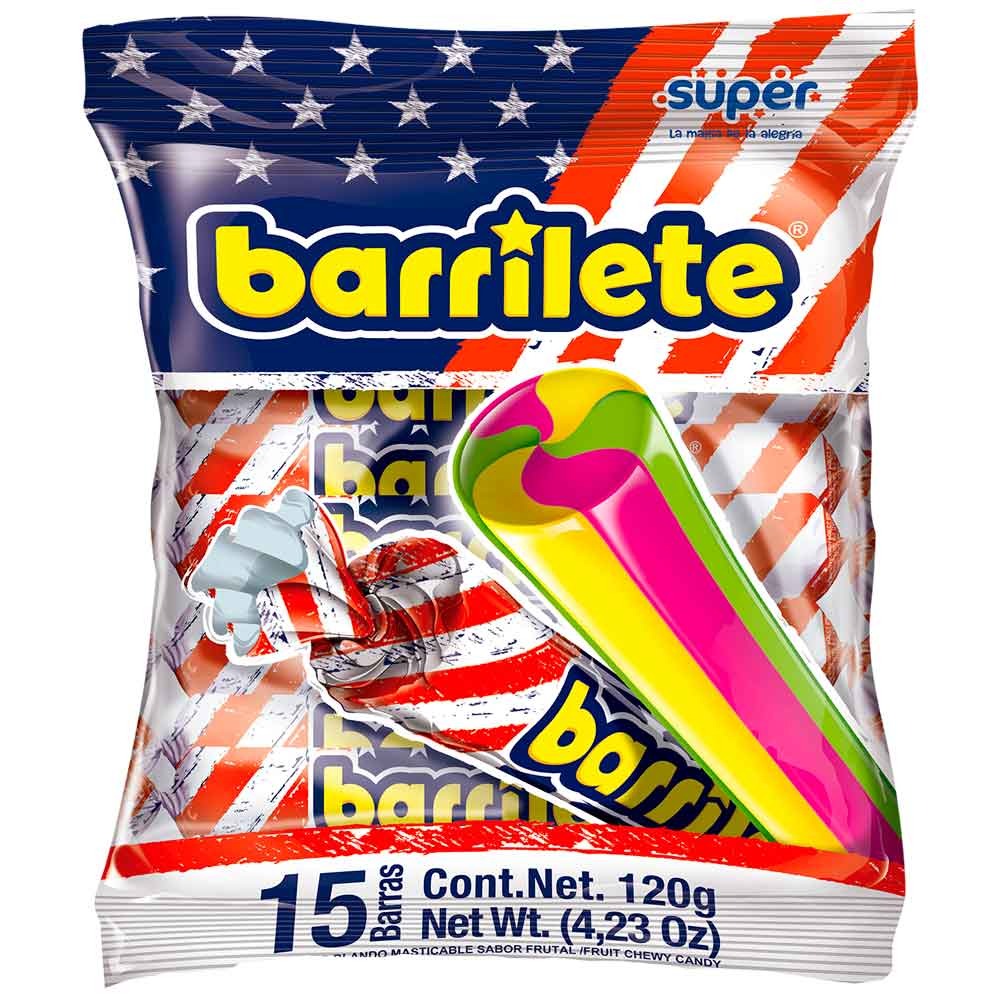 süper
La magia de la alegría
barrilete®
barrilete
barrilete
15 Barras
Cont.Net. 120g
Net Wt. (4,23 Oz)
BLANDO MASTICABLE SABOR FRUTAL /FRUIT CHEWY CANDY